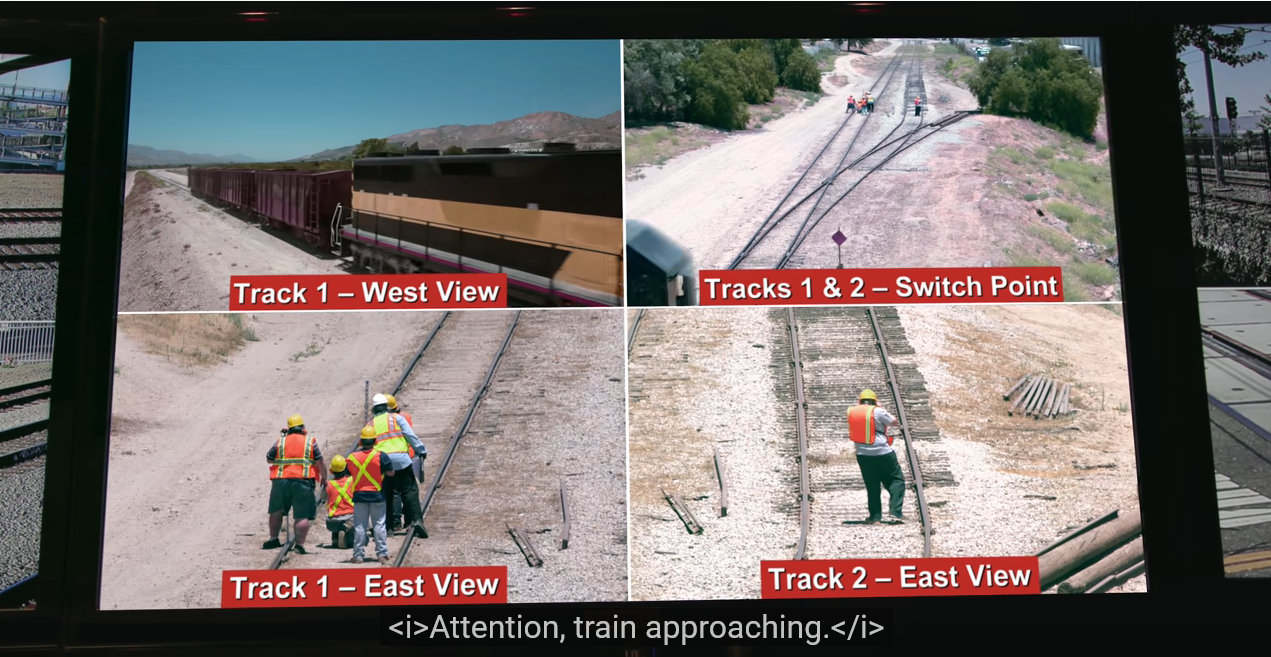 Track 1 – West View
Tracks 1 & 2 – Switch Point
Track 1 – East View
Track 2 – East View
<i>Attention, train approaching.</i>